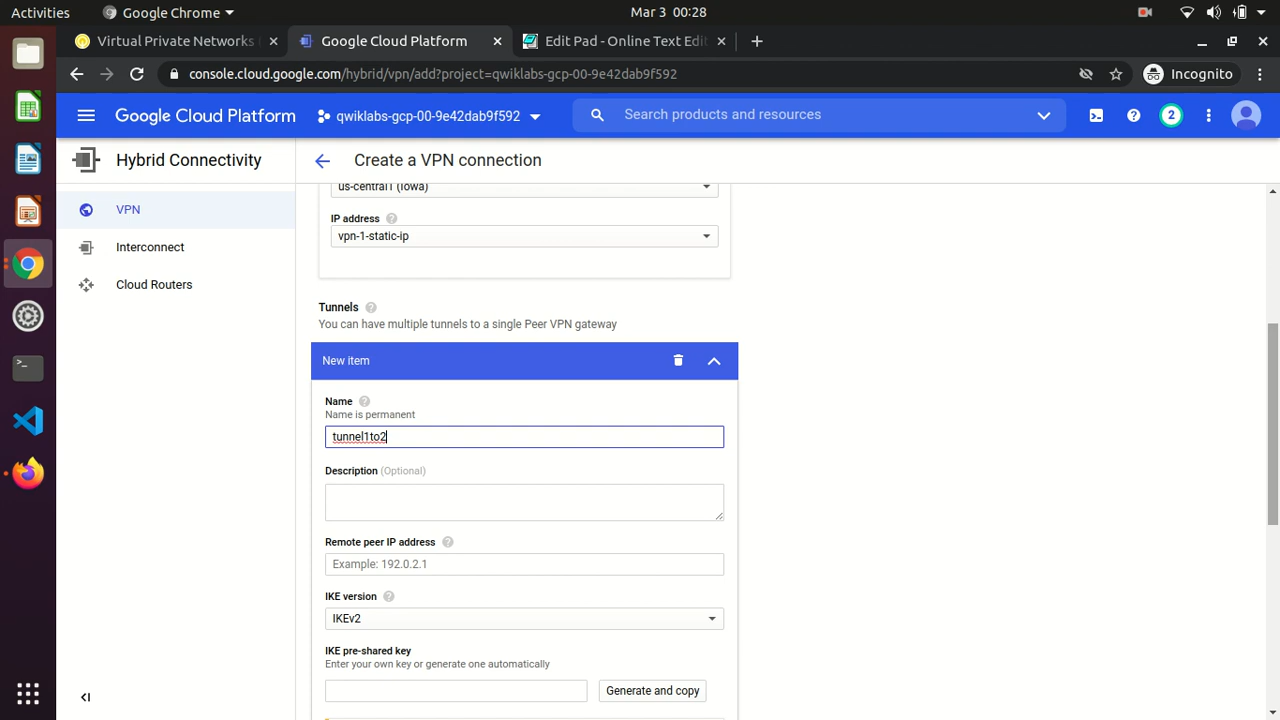 Activities
Google Chrome
Mar 3 00:28
Virtual Private Networks
Google Cloud Platform
Edit Pad - Online Text Edit
console.cloud.google.com/hybrid/vpn/add?project=qwiklabs-gcp-00-9e42dab9f592
Incognito
Google Cloud Platform
qwiklabs-gcp-00-9e42dab9f592
Search products and resources
2
Hybrid Connectivity
Create a VPN connection
VPN
Interconnect
Cloud Routers
us-central1 (Iowa)
IP address
vpn-1-static-ip
Tunnels
You can have multiple tunnels to a single Peer VPN gateway
New item
Name
Name is permanent
tunnel1to2
Description (Optional)
Remote peer IP address
Example: 192.0.2.1
IKE version
IKEv2
IKE pre-shared key
Enter your own key or generate one automatically
Generate and copy